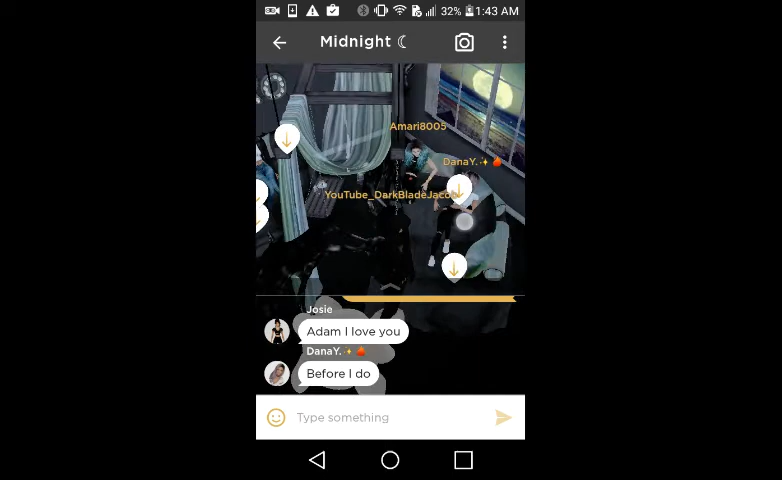 32% 1:43 AM
Midnight ☾
Amari8005
DanaY.✨🔥
YouTube_DarkBladeJacob
Josie
Adam I love you
DanaY.✨🔥
Before I do
Type something